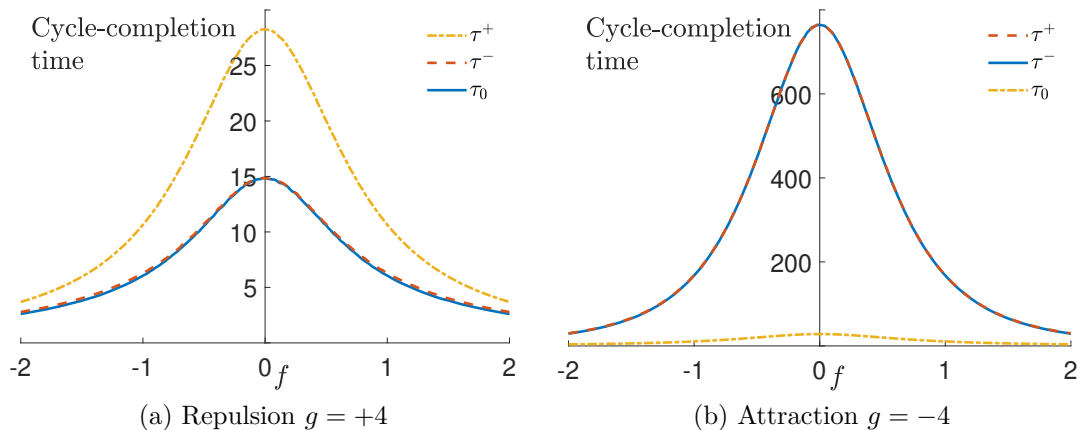 Cycle-completion
time
τ⁺
τ⁻
τ₀
25
20
15
10
5
-2 -1 0 1 2
f
(a) Repulsion g = +4
Cycle-completion
time
τ⁺
τ⁻
τ₀
600
400
200
-2 -1 0 1 2
f
(b) Attraction g = −4